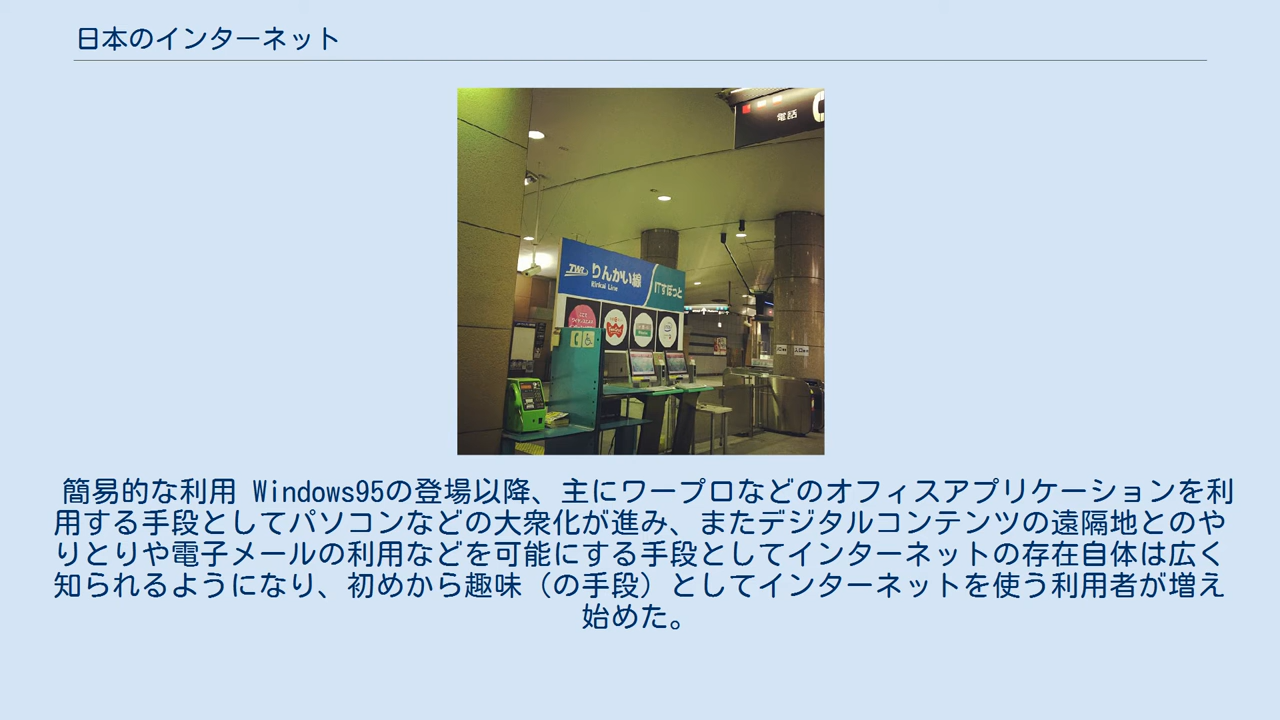 日本のインターネット
電話
TWR りんかい線
Rinkai Line
ITすぽっと
簡易的な利用 Windows95の登場以降、主にワープロなどのオフィスアプリケーションを利
用する手段としてパソコンなどの大衆化が進み、またデジタルコンテンツの遠隔地とのや
りとりや電子メールの利用などを可能にする手段としてインターネットの存在自体は広く
知られるようになり、初めから趣味（の手段）としてインターネットを使う利用者が増え
始めた。